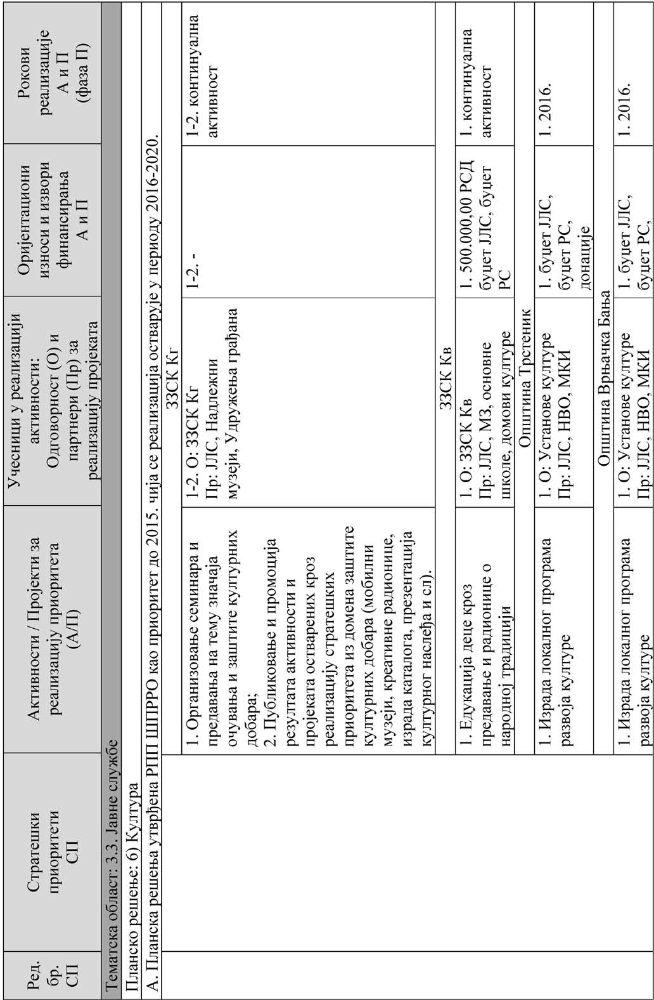 Ред.
бр.
СП
Стратешки
приоритети
СП
Активности / Пројекти за
реализацију приоритета
(А/П)
Учесници у реализацији
активности:
Одговорност (О) и
партнери (Пр) за
реализацију пројеката
Оријентациони
износи и извори
финансирања
А и П
Рокови
реализације
А и П
(фаза П)
Тематска област: 3.3. Јавне службе
Планско решење: 6) Култура
А. Планска решења утврђена РПП ШПРРО као приоритет до 2015. чија се реализација остварује у периоду 2016-2020.
ЗЗСК Кг
1. Организовање семинара и
предавања на тему значаја
очувања и заштите културних
добара;
2. Публиковање и промоција
резултата активности и
пројеката остварених кроз
реализацију стратешких
приоритета из домена заштите
културних добара (мобилни
музеји, креативне радионице,
израда каталога, презентација
културног наслеђа и сл).
1-2. О: ЗЗСК Кг
Пр: ЈЛС, Надлежни
музеји, Удружења грађана
1-2. -
1-2. континуална
активност
ЗЗСК Кв
1. Едукација деце кроз
предавање и радионице о
народној традицији
1. О: ЗЗСК Кв
Пр: ЈЛС, МЗ, основне
школе, домови културе
1. 500.000,00 РСД
буџет ЈЛС, буџет
РС
1. континуална
активност
Општина Трстеник
1. Израда локалног програма
развоја културе
1. О: Установе културе
Пр: ЈЛС, НВО, МКИ
1. буџет ЈЛС,
буџет РС,
донације
1. 2016.
Општина Врњачка Бања
1. Израда локалног програма
развоја културе
1. О: Установе културе
Пр: ЈЛС, НВО, МКИ
1. буџет ЈЛС,
буџет РС,
1. 2016.